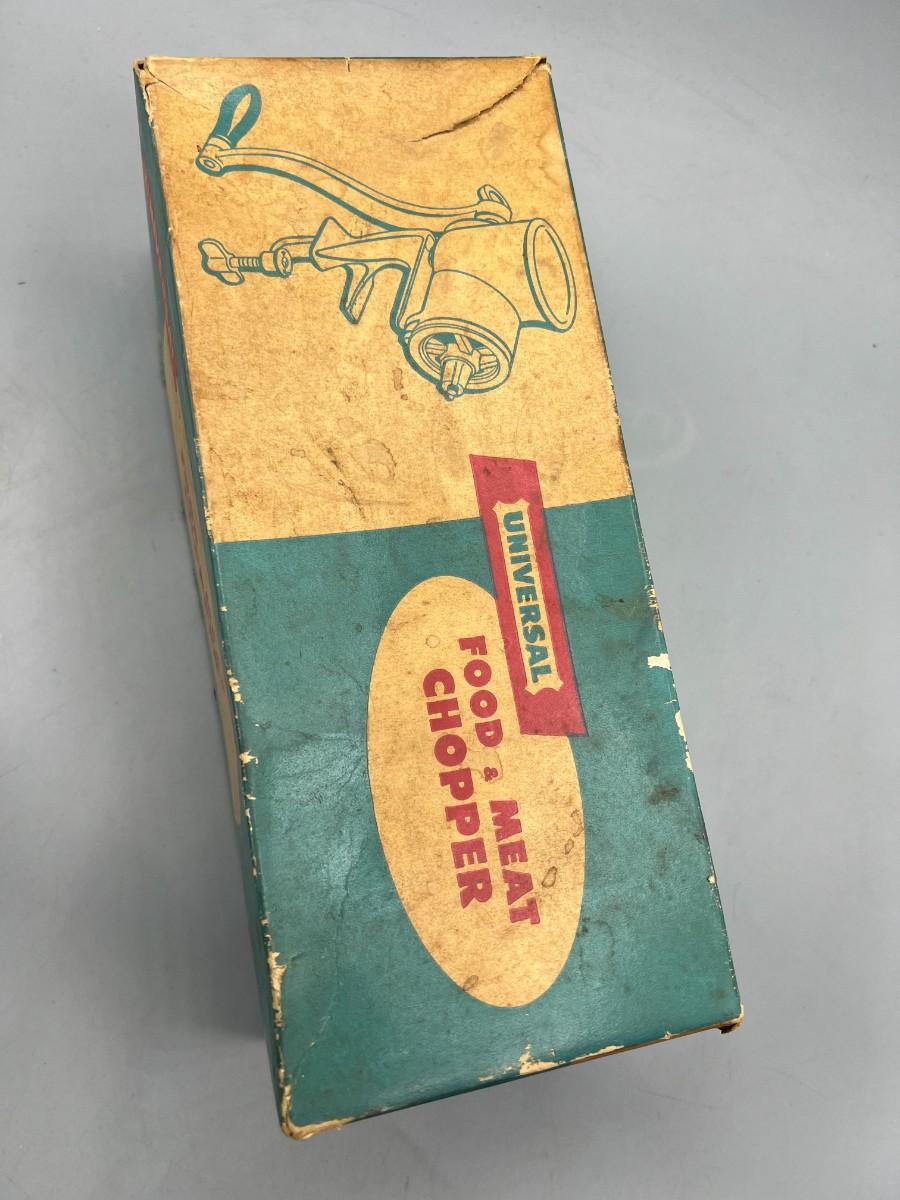 UNIVERSAL
FOOD & MEAT
CHOPPER